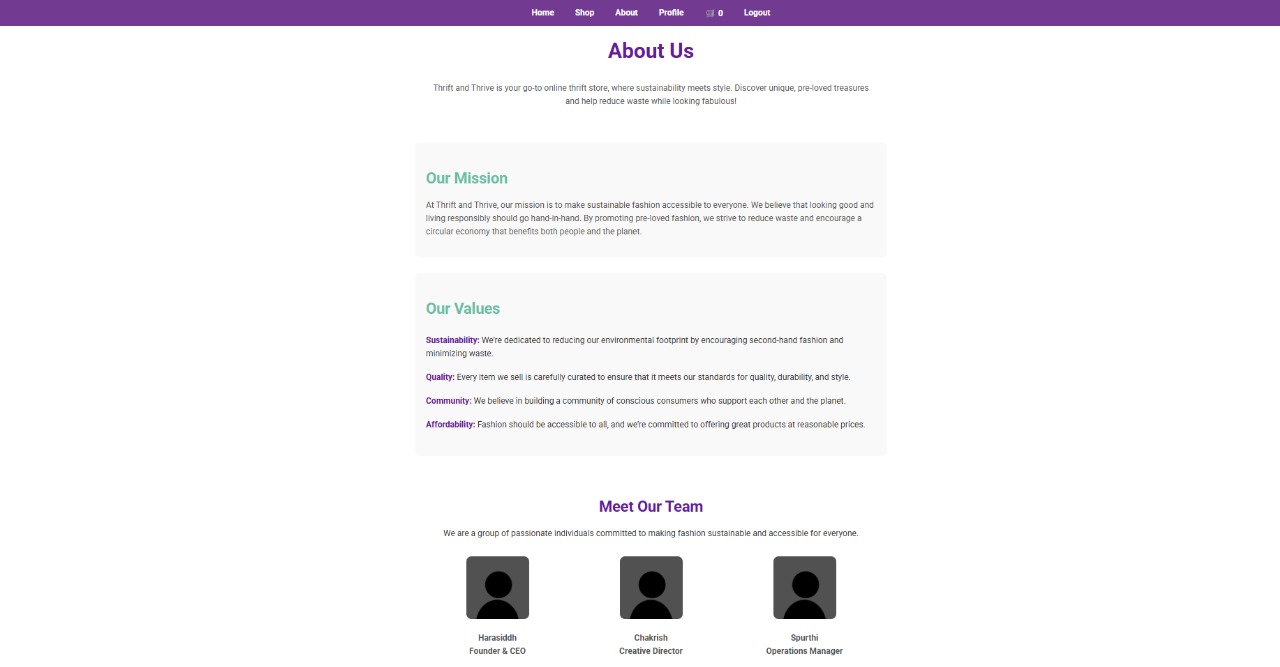 Home Shop About Profile 0 Logout
About Us
Thrift and Thrive is your go-to online thrift store, where sustainability meets style. Discover unique, pre-loved treasures
and help reduce waste while looking fabulous!
Our Mission
At Thrift and Thrive, our mission is to make sustainable fashion accessible to everyone. We believe that looking good and
living responsibly should go hand-in-hand. By promoting pre-loved fashion, we strive to reduce waste and encourage a
circular economy that benefits both people and the planet.
Our Values
Sustainability: We're dedicated to reducing our environmental footprint by encouraging second-hand fashion and
minimizing waste.
Quality: Every item we sell is carefully curated to ensure that it meets our standards for quality, durability, and style.
Community: We believe in building a community of conscious consumers who support each other and the planet.
Affordability: Fashion should be accessible to all, and we're committed to offering great products at reasonable prices.
Meet Our Team
We are a group of passionate individuals committed to making fashion sustainable and accessible for everyone.
Harasiddh Chakrish Spurthi
Founder & CEO Creative Director Operations Manager